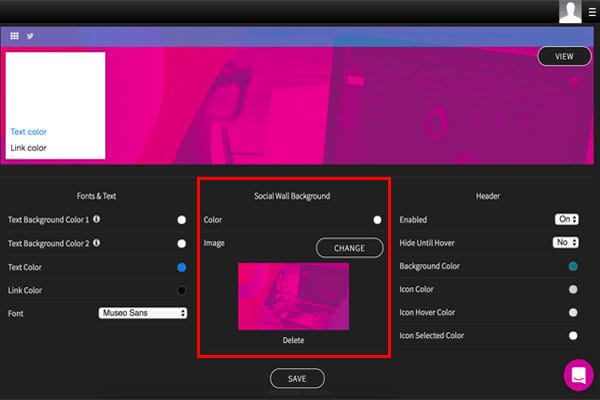 VIEW
Text color
Link color
Fonts & Text
Text Background Color 1
Text Background Color 2
Text Color
Link Color
Font Museo Sans
Social Wall Background
Color
Image CHANGE
Delete
Header
Enabled On
Hide Until Hover No
Background Color
Icon Color
Icon Hover Color
Icon Selected Color
SAVE